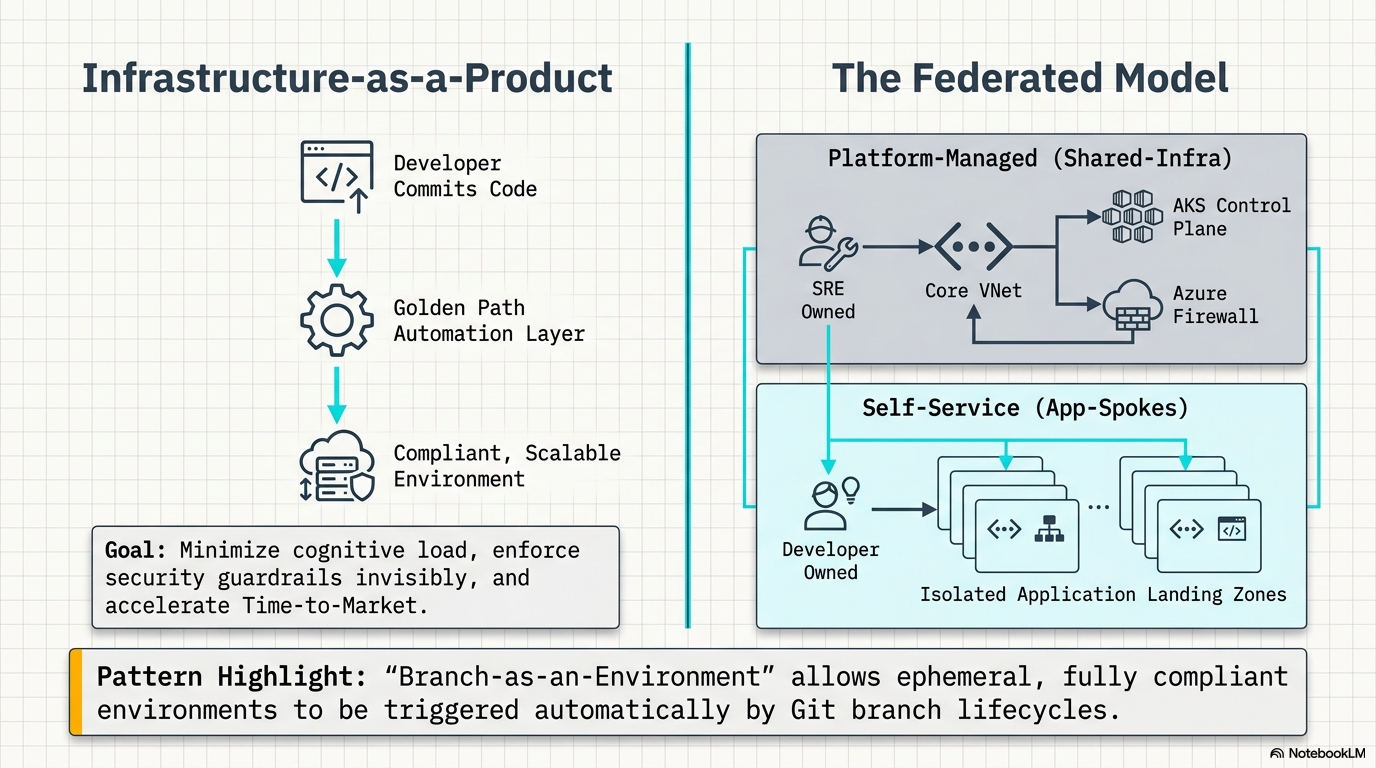 Infrastructure-as-a-Product
Developer
Commits Code
Golden Path
Automation Layer
Compliant, Scalable
Environment
Goal: Minimize cognitive load, enforce
security guardrails invisibly, and
accelerate Time-to-Market.
The Federated Model
Platform-Managed (Shared-Infra)
SRE
Owned
Core VNet
AKS Control
Plane
Azure
Firewall
Self-Service (App-Spokes)
Developer
Owned
...
Isolated Application Landing Zones
Pattern Highlight: “Branch-as-an-Environment” allows ephemeral, fully compliant
environments to be triggered automatically by Git branch lifecycles.
NotebookLM